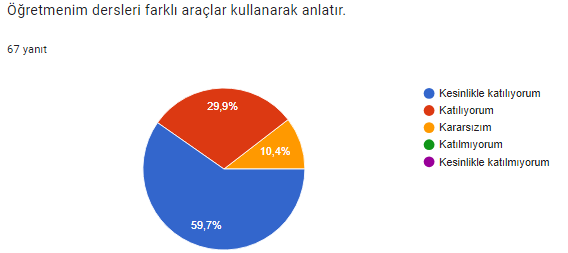 Öğretmenim dersleri farklı araçlar kullanarak anlatır.
67 yanıt
29,9%
10,4%
59,7%
Kesinlikle katılıyorum
Katılıyorum
Kararsızım
Katılmıyorum
Kesinlikle katılmıyorum